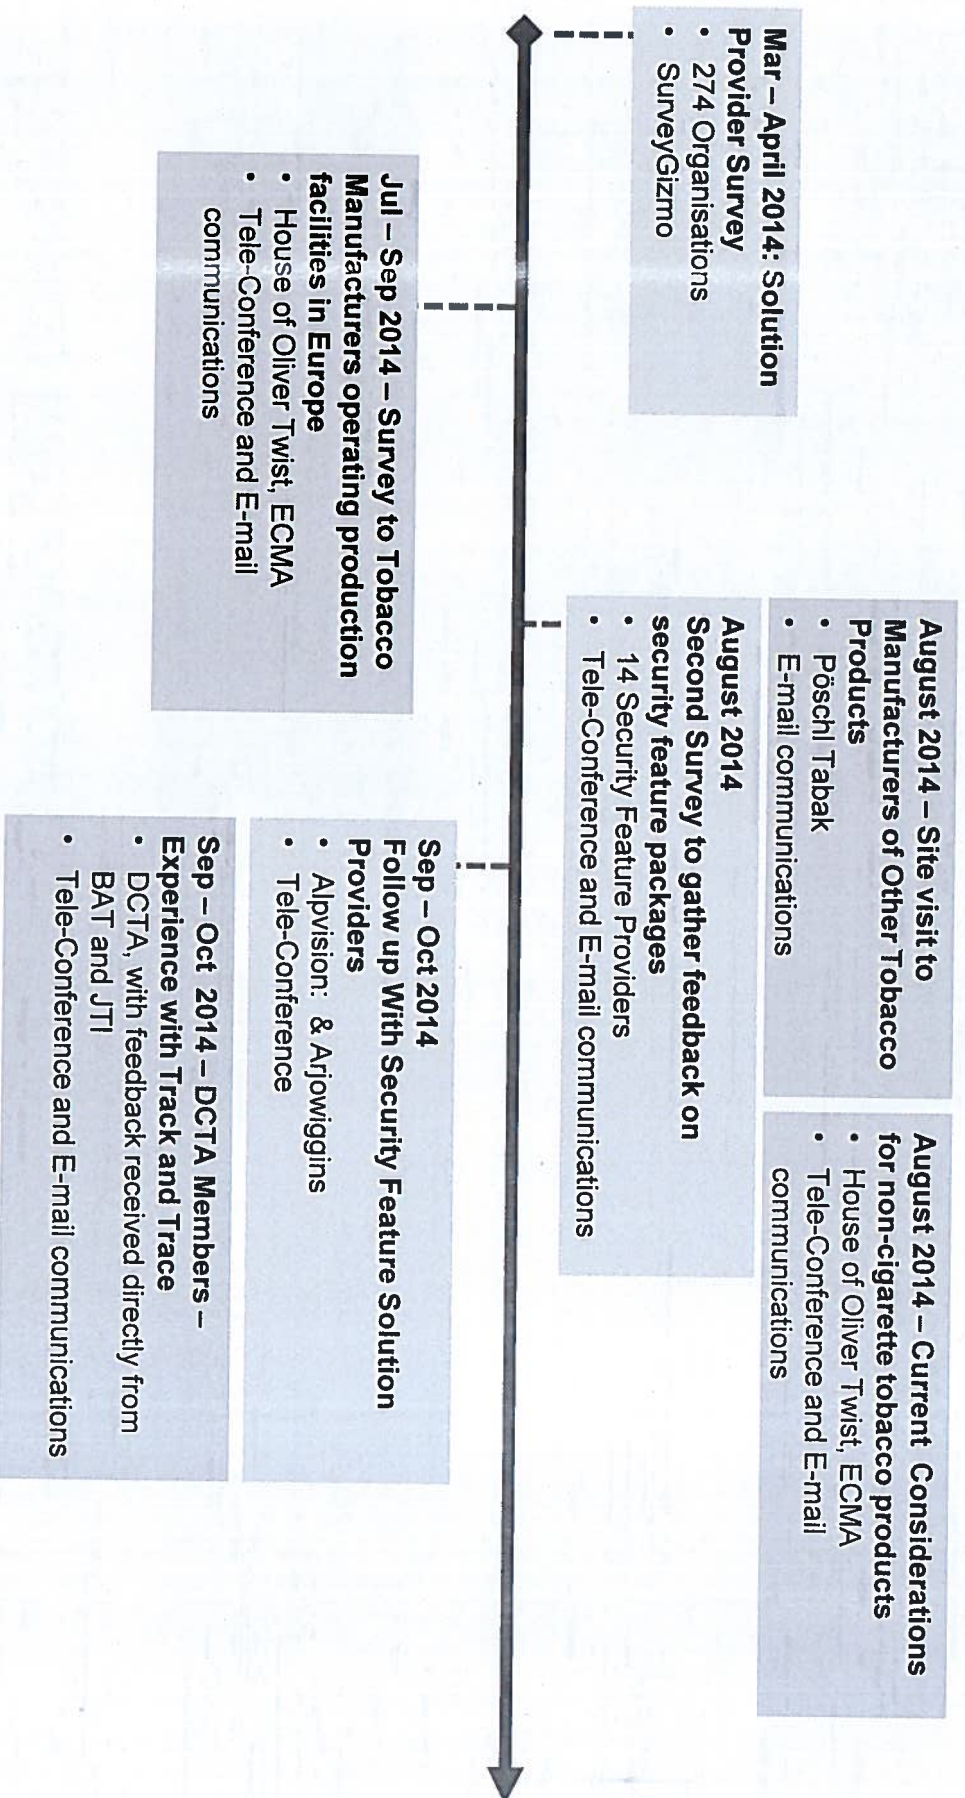 Mar – April 2014: Solution
Provider Survey
• 274 Organisations
• SurveyGizmo
Jul – Sep 2014 – Survey to Tobacco
Manufacturers operating production
facilities in Europe
• House of Oliver Twist, ECMA
• Tele-Conference and E-mail
communications
August 2014 – Site visit to
Manufacturers of Other Tobacco
Products
• Pöschl Tabak
• E-mail communications
August 2014
Second Survey to gather feedback on
security feature packages
• 14 Security Feature Providers
• Tele-Conference and E-mail communications
August 2014 – Current Considerations
for non-cigarette tobacco products
• House of Oliver Twist, ECMA
• Tele-Conference and E-mail
communications
Sep – Oct 2014
Follow up With Security Feature Solution
Providers
• Alpvision: & Arjowiggins
• Tele-Conference
Sep – Oct 2014 – DCTA Members –
Experience with Track and Trace
• DCTA, with feedback received directly from
BAT and JTI
• Tele-Conference and E-mail communications